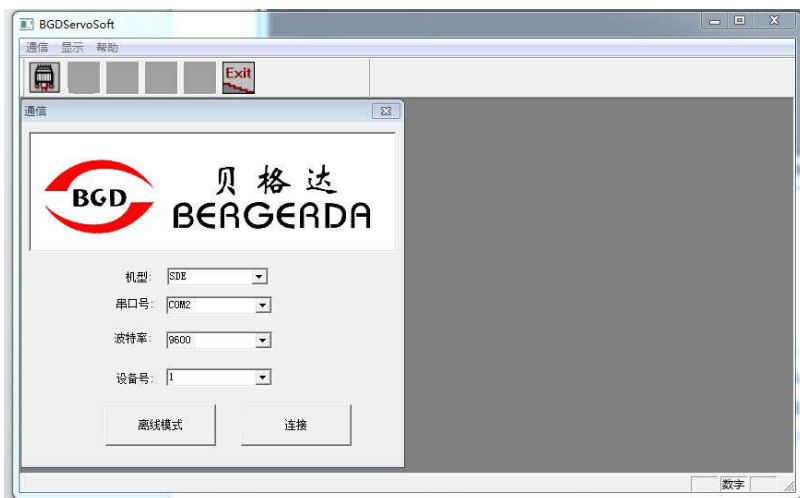 BGDServoSoft
通信 显示 帮助
Exit
通信
BGD
贝格达
BERGERDA
机型: SDE
串口号: COM2
波特率: 9600
设备号: 1
离线模式 连接
数字